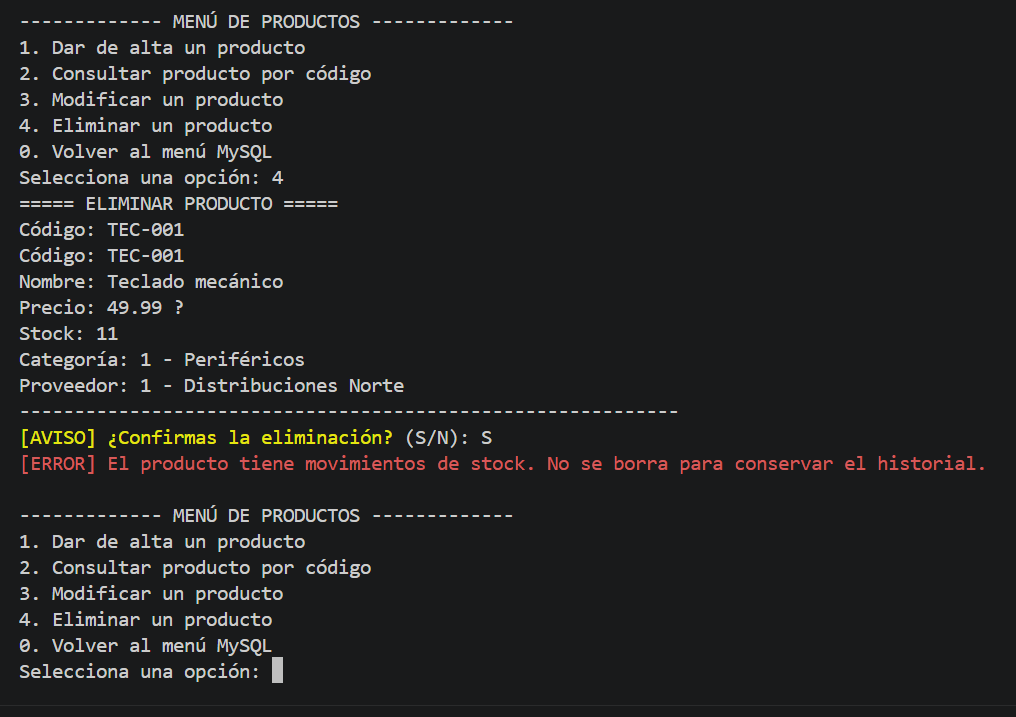 ------------- MENÚ DE PRODUCTOS -------------
1. Dar de alta un producto
2. Consultar producto por código
3. Modificar un producto
4. Eliminar un producto
0. Volver al menú MySQL
Selecciona una opción: 4
===== ELIMINAR PRODUCTO =====
Código: TEC-001
Código: TEC-001
Nombre: Teclado mecánico
Precio: 49.99 ?
Stock: 11
Categoría: 1 - Periféricos
Proveedor: 1 - Distribuciones Norte
------------------------------------------------------------
[AVISO] ¿Confirmas la eliminación? (S/N): S
[ERROR] El producto tiene movimientos de stock. No se borra para conservar el historial.
------------- MENÚ DE PRODUCTOS -------------
1. Dar de alta un producto
2. Consultar producto por código
3. Modificar un producto
4. Eliminar un producto
0. Volver al menú MySQL
Selecciona una opción: